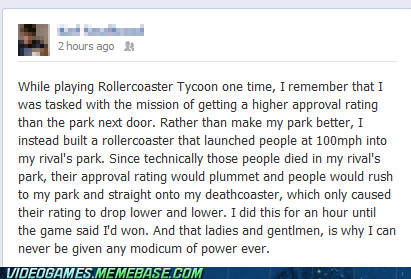 2 hours ago
While playing Rollercoaster Tycoon one time, I remember that I
was tasked with the mission of getting a higher approval rating
than the park next door. Rather than make my park better, I
instead built a rollercoaster that launched people at 100mph into
my rival's park. Since technically those people died in my rival's
park, their approval rating would plummet and people would rush
to my park and straight onto my deathcoaster, which only caused
their rating to drop lower and lower. I did this for an hour until
the game said I'd won. And that ladies and gentlmen, is why I can
never be given any modicum of power ever.
VIDEOGAMES.MEMEBASE.COM